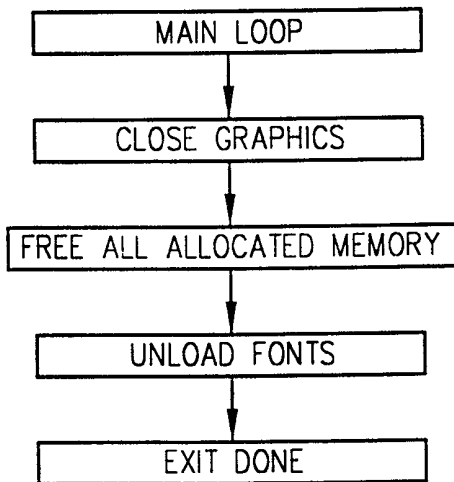 MAIN LOOP
CLOSE GRAPHICS
FREE ALL ALLOCATED MEMORY
UNLOAD FONTS
EXIT DONE